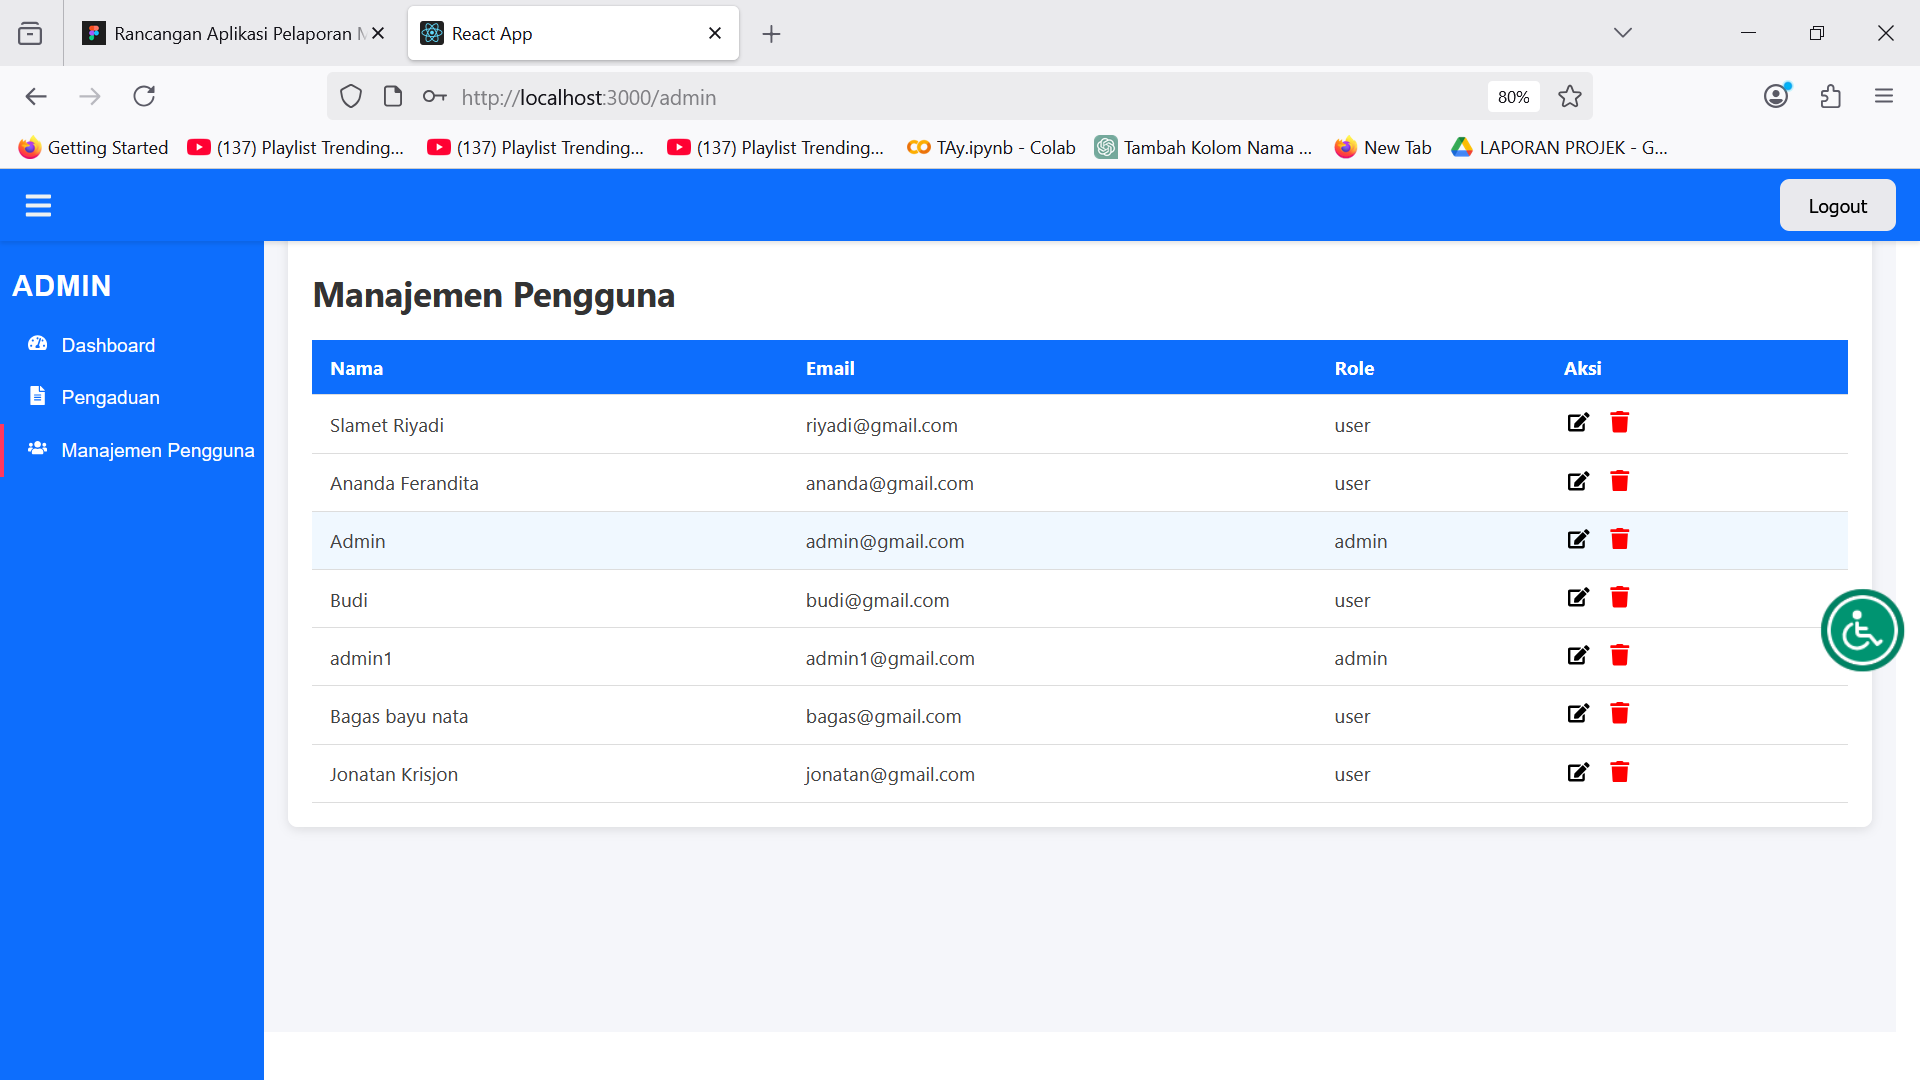 Rancangan Aplikasi Pelaporan
React App
http://localhost:3000/admin
80%
Getting Started
(137) Playlist Trending...
(137) Playlist Trending...
(137) Playlist Trending...
TAy.ipynb - Colab
Tambah Kolom Nama ...
New Tab
LAPORAN PROJEK - G...
Logout
ADMIN
Dashboard
Pengaduan
Manajemen Pengguna
Manajemen Pengguna
Nama Email Role Aksi
Slamet Riyadi riyadi@gmail.com user
Ananda Ferandita ananda@gmail.com user
Admin admin@gmail.com admin
Budi budi@gmail.com user
admin1 admin1@gmail.com admin
Bagas bayu nata bagas@gmail.com user
Jonatan Krisjon jonatan@gmail.com user